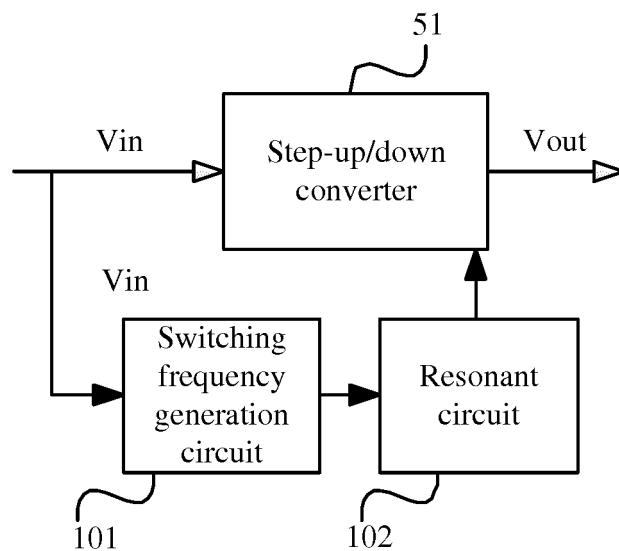 51
Vin
Step-up/down
converter
Vout
Vin
Switching
frequency
generation
circuit
Resonant
circuit
101
102